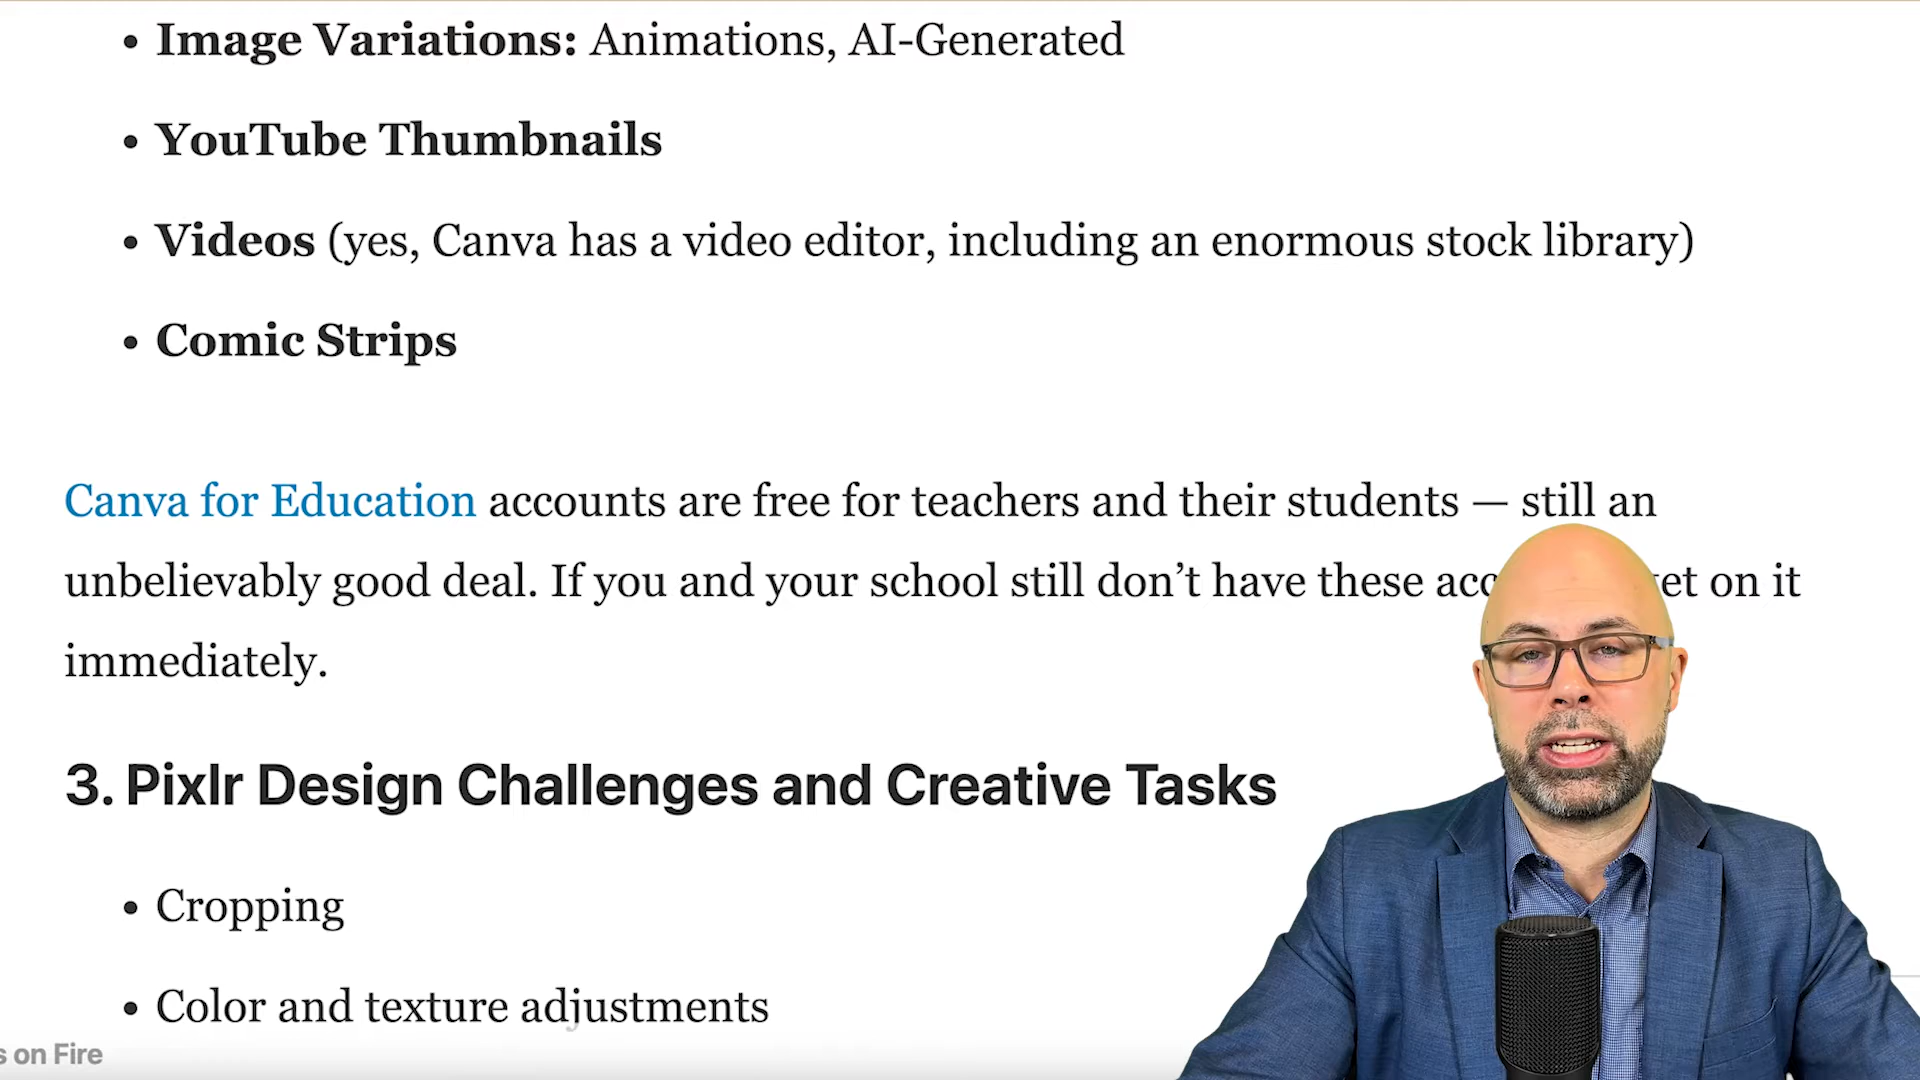 • Image Variations: Animations, AI-Generated
• YouTube Thumbnails
• Videos (yes, Canva has a video editor, including an enormous stock library)
• Comic Strips
Canva for Education accounts are free for teachers and their students — still an
unbelievably good deal. If you and your school still don’t have these on it
immediately.
3. Pixlr Design Challenges and Creative Tasks
• Cropping
• Color and texture adjustments
on Fire